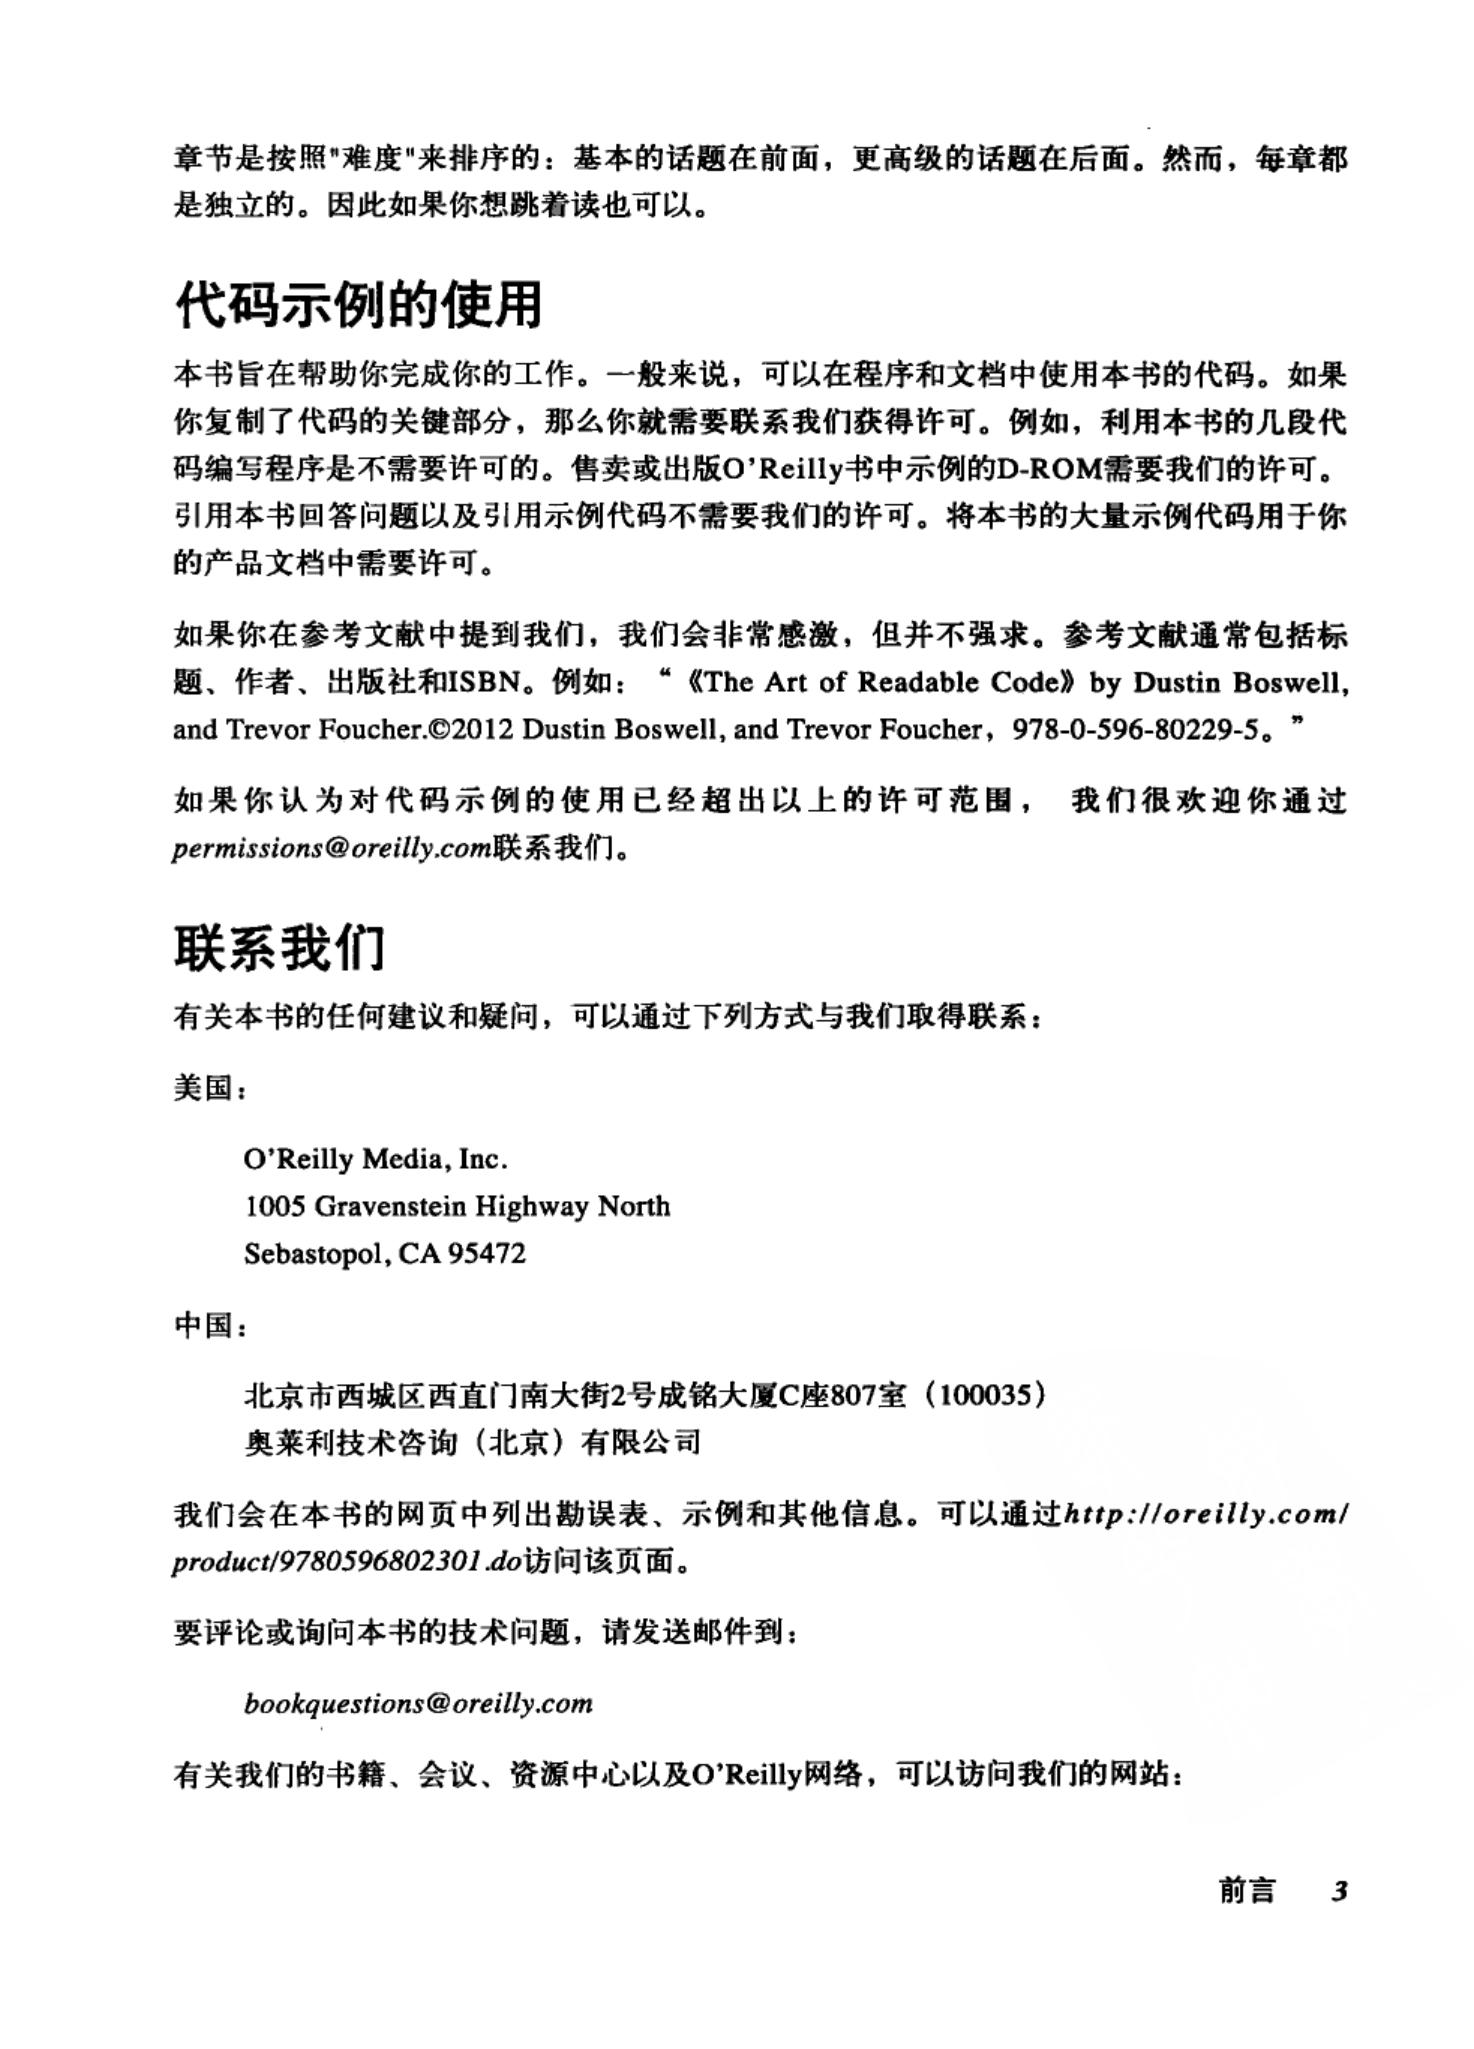 章节是按照"难度"来排序的：基本的话题在前面，更高级的话题在后面。然而，每章都
是独立的。因此如果你想跳着读也可以。
代码示例的使用
本书旨在帮助你完成你的工作。一般来说，可以在程序和文档中使用本书的代码。如果
你复制了代码的关键部分，那么你就需要联系我们获得许可。例如，利用本书的几段代
码编写程序是不需要许可的。售卖或出版O’Reilly书中示例的D-ROM需要我们的许可。
引用本书回答问题以及引用示例代码不需要我们的许可。将本书的大量示例代码用于你
的产品文档中需要许可。
如果你在参考文献中提到我们，我们会非常感激，但并不强求。参考文献通常包括标
题、作者、出版社和ISBN。例如：“《The Art of Readable Code》by Dustin Boswell,
and Trevor Foucher.©2012 Dustin Boswell, and Trevor Foucher，978-0-596-80229-5。”
如果你认为对代码示例的使用已经超出以上的许可范围， 我们很欢迎你通过
permissions@oreilly.com联系我们。
联系我们
有关本书的任何建议和疑问，可以通过下列方式与我们取得联系：
美国：
O’Reilly Media, Inc.
1005 Gravenstein Highway North
Sebastopol, CA 95472
中国：
北京市西城区西直门南大街2号成铭大厦C座807室（100035）
奥莱利技术咨询（北京）有限公司
我们会在本书的网页中列出勘误表、示例和其他信息。可以通过http://oreilly.com/
product/9780596802301.do访问该页面。
要评论或询问本书的技术问题，请发送邮件到：
bookquestions@oreilly.com
有关我们的书籍、会议、资源中心以及O’Reilly网络，可以访问我们的网站：
前言 3